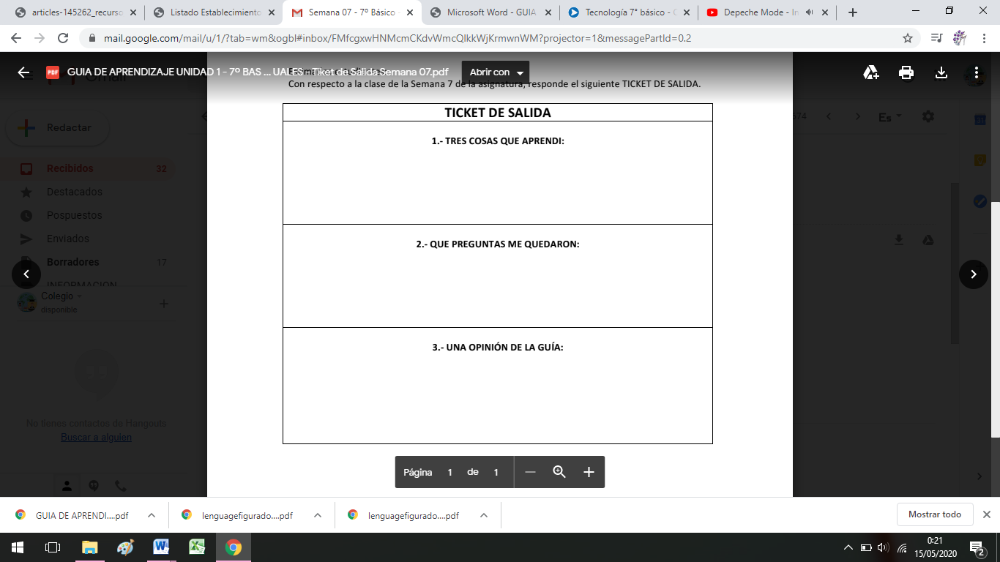 articles-145262_recurso
Listado Establecimiento
Semana 07 - 7º Básico -
Microsoft Word - GUIA
Tecnología 7° básico - C
Depeche Mode - In
mail.google.com/mail/u/1/?tab=wm&ogbl#inbox/FMfcgxwHNMcmCKdvWmcQlkkWjKrmwnWM?projector=1&messagePartId=0.2
PDF
GUIA DE APRENDIZAJE UNIDAD 1 - 7º BAS ... UALES - Tiket de Salida Semana 07.pdf
Abrir con
Con respecto a la clase de la Semana 7 de la asignatura, responde el siguiente TICKET DE SALIDA.
Redactar
Recibidos 32
Destacados
Pospuestos
Enviados
Borradores 17
INFORMACION
Colegio
disponible
No tienes contactos de Hangouts
Buscar a alguien
674
Es
TICKET DE SALIDA
1.- TRES COSAS QUE APRENDI:
2.- QUE PREGUNTAS ME QUEDARON:
3.- UNA OPINIÓN DE LA GUÍA:
Página 1 de 1
GUIA DE APRENDI....pdf
lenguagefigurado....pdf
lenguagefigurado....pdf
Mostrar todo
0:21
15/05/2020
2